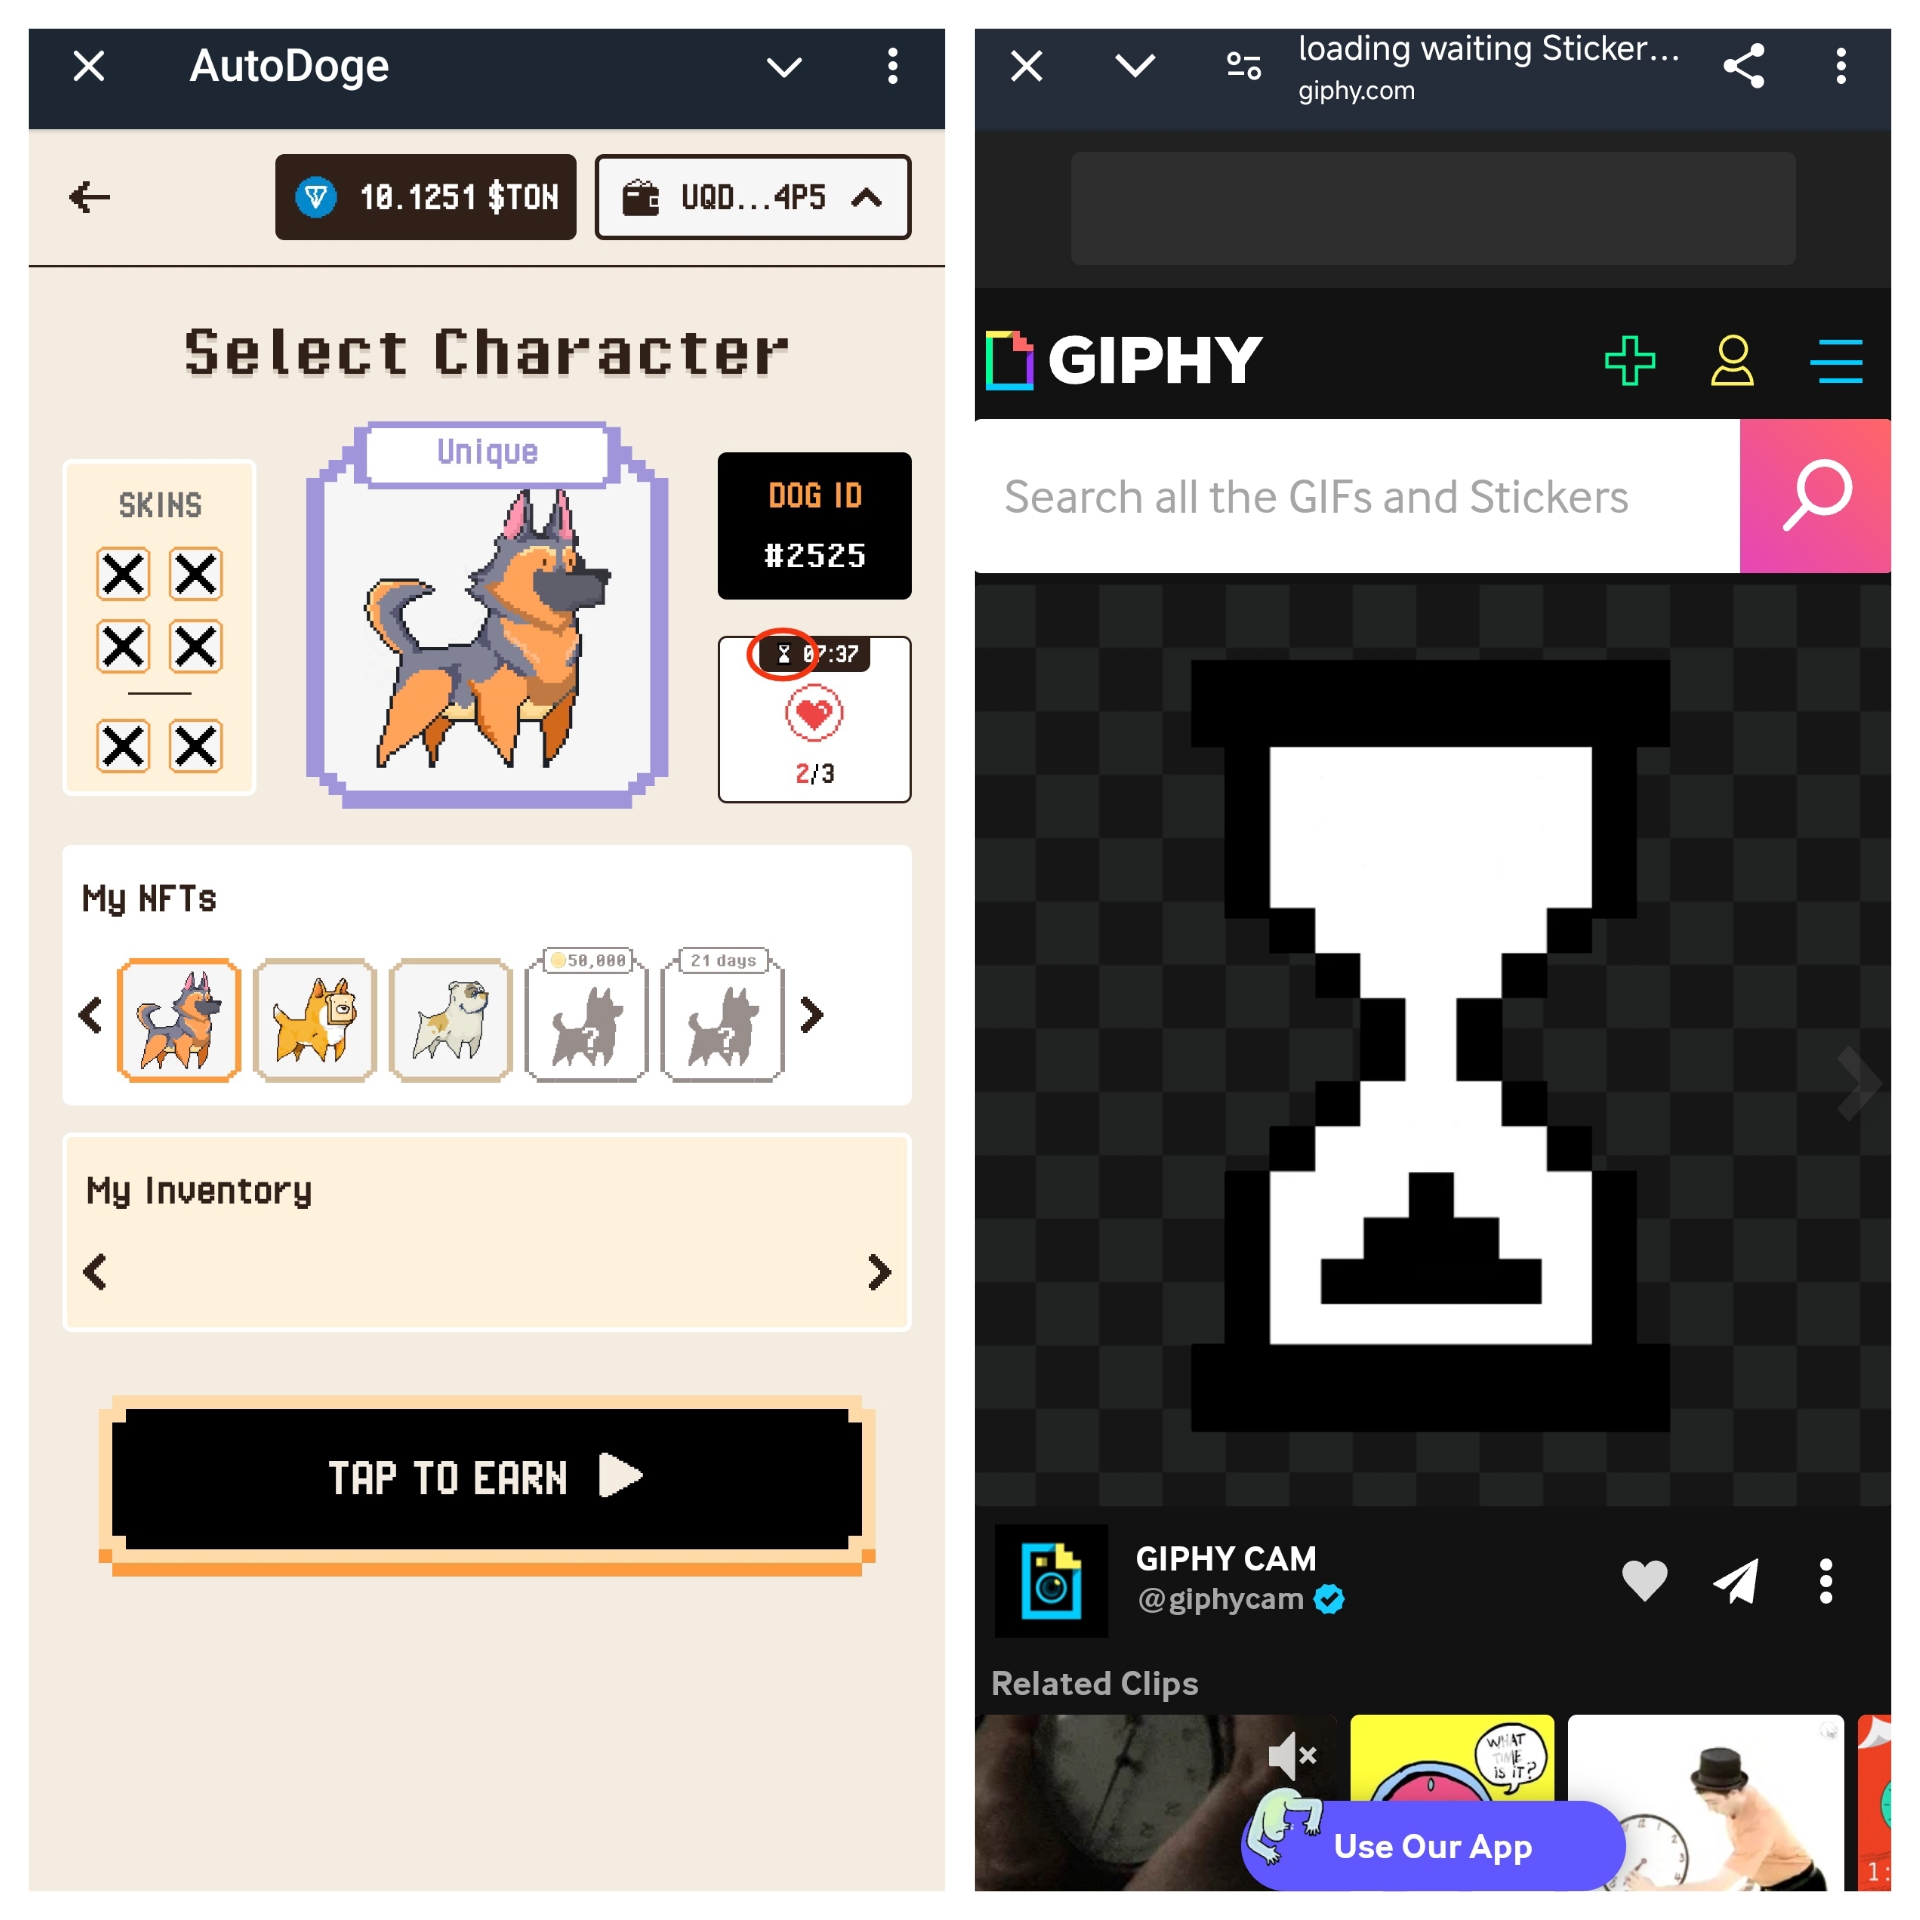 AutoDoge
10.1251 $TON
UQD...4P5
Select Character
Unique
SKINS
DOG ID
#2525
07:37
2/3
My NFTs
50,000
21 days
My Inventory
TAP TO EARN
loading waiting Sticker...
giphy.com
GIPHY
Search all the GIFs and Stickers
GIPHY CAM
@giphycam
Related Clips
WHAT
TIME
IS IT?
Use Our App